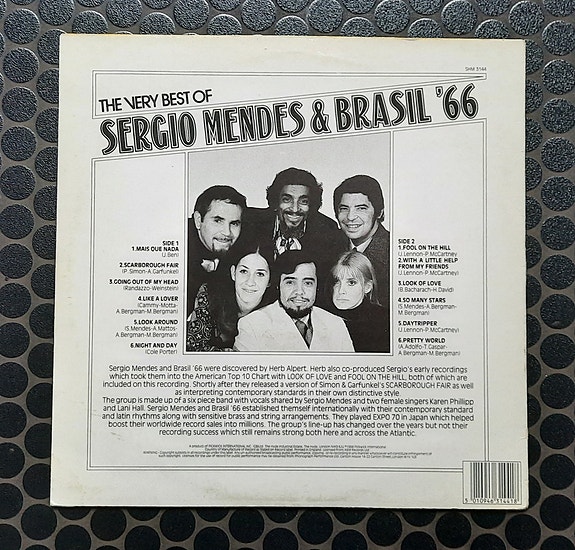 SHM 3144
THE VERY BEST OF
SERGIO MENDES & BRASIL '66
SIDE 1
1.MAIS QUE NADA
(J.Ben)
2.SCARBOROUGH FAIR
(P. Simon-A.Garfunkel)
3.GOING OUT OF MY HEAD
(Randazzo-Weinstein)
4.LIKE A LOVER
(Cammy-Motta-
A.Bergman-M.Bergman)
5.LOOK AROUND
(S.Mendes-A.Mattos-
A.Bergman-M.Bergman)
6.NIGHT AND DAY
(Cole Porter)
SIDE 2
1.FOOL ON THE HILL
(J.Lennon-P.McCartney)
2.WITH A LITTLE HELP
FROM MY FRIENDS
(J.Lennon-P.McCartney)
3.LOOK OF LOVE
(B.Bacharach-H.David)
4.SO MANY STARS
(S.Mendes-A.Bergman-
M.Bergman)
5.DAYTRIPPER
(J.Lennon-P.McCartney)
6.PRETTY WORLD
(A.Adolfo-T.Gaspar-
A.Bergman-M.Bergman)
Sergio Mendes and Brasil '66 were discovered by Herb Alpert. Herb also co-produced Sergio's early recordings
which took them into the American Top 10 Chart with LOOK OF LOVE and FOOL ON THE HILL, both of which are
included on this recording. Shortly after they released a version of Simon & Garfunkel's SCARBOROUGH FAIR as well
as interpreting contemporary standards in their own distinctive style.
The group is made up of a six piece band with vocals shared by Sergio Mendes and two female singers Karen Philipp
and Lani Hall. Sergio Mendes and Brasil '66 established themself internationally with their contemporary standard
and latin rhythms along with sensitive brass and string arrangements. They played EXPO 70 in Japan which helped
boost their worldwide record sales into millions. The group's line-up has changed over the years but not their
recording success which still remains strong both here and across the Atlantic.
5 010946 314418